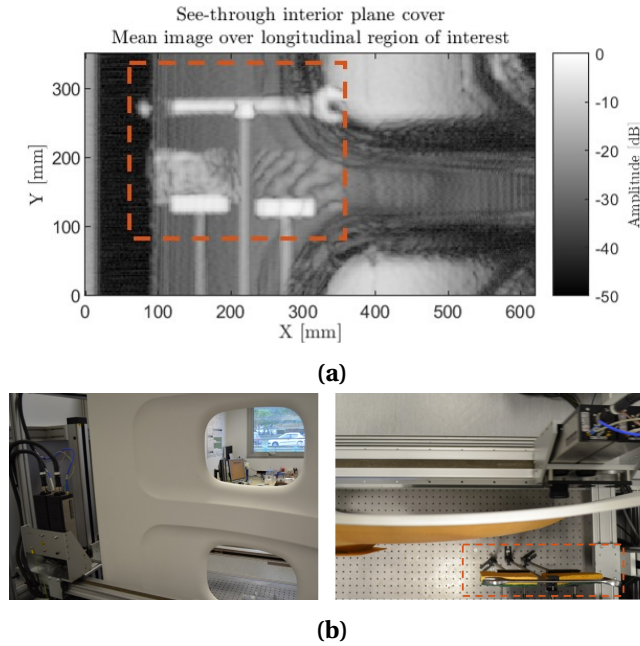 See-through interior plane cover
Mean image over longitudinal region of interest
300
200
100
0
Y [mm]
0 100 200 300 400 500 600
X [mm]
0
-10
-20
-30
-40
-50
Amplitude [dB]
(a)
(b)